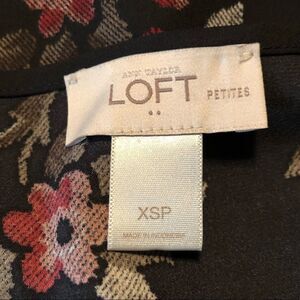 ANN TAYLOR
LOFT PETITES
XSP
MADE IN INDONESIA